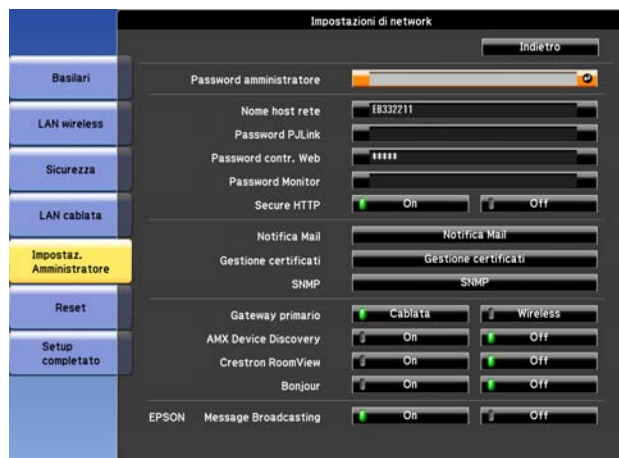 Impostazioni di network
Indietro
Basilari
LAN wireless
Sicurezza
LAN cablata
Impostaz.
Amministratore
Reset
Setup
completato
Password amministratore
Nome host rete EB332211
Password PJLink
Password contr. Web *****
Password Monitor
Secure HTTP On Off
Notifica Mail Notifica Mail
Gestione certificati Gestione certificati
SNMP SNMP
Gateway primario Cablata Wireless
AMX Device Discovery On Off
Crestron RoomView On Off
Bonjour On Off
EPSON Message Broadcasting On Off